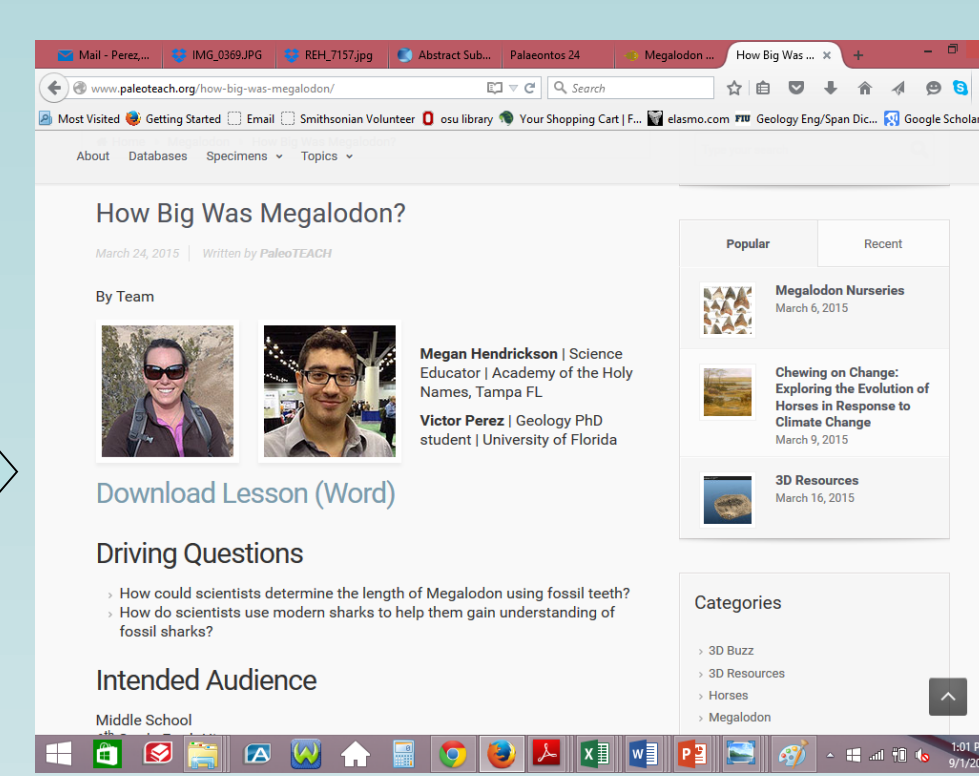 Mail - Perez,... IMG_0369.JPG REH_7157.jpg Abstract Sub... Palaeontos 24 Megalodon ... How Big Was ...
www.paleoteach.org/how-big-was-megalodon/ Search
Most Visited Getting Started Email Smithsonian Volunteer osu library Your Shopping Cart | F... elasmo.com FIU Geology Eng/Span Dic... Google Scholar
About Databases Specimens Topics
How Big Was Megalodon?
March 24, 2015 | Written by PaleoTEACH
By Team
Megan Hendrickson | Science
Educator | Academy of the Holy
Names, Tampa FL
Victor Perez | Geology PhD
student | University of Florida
Download Lesson (Word)
Driving Questions
› How could scientists determine the length of Megalodon using fossil teeth?
› How do scientists use modern sharks to help them gain understanding of
fossil sharks?
Intended Audience
Middle School
Popular Recent
Megalodon Nurseries
March 6, 2015
Chewing on Change:
Exploring the Evolution of
Horses in Response to
Climate Change
March 9, 2015
3D Resources
March 16, 2015
Categories
› 3D Buzz
› 3D Resources
› Horses
› Megalodon
1:01 P
9/1/20